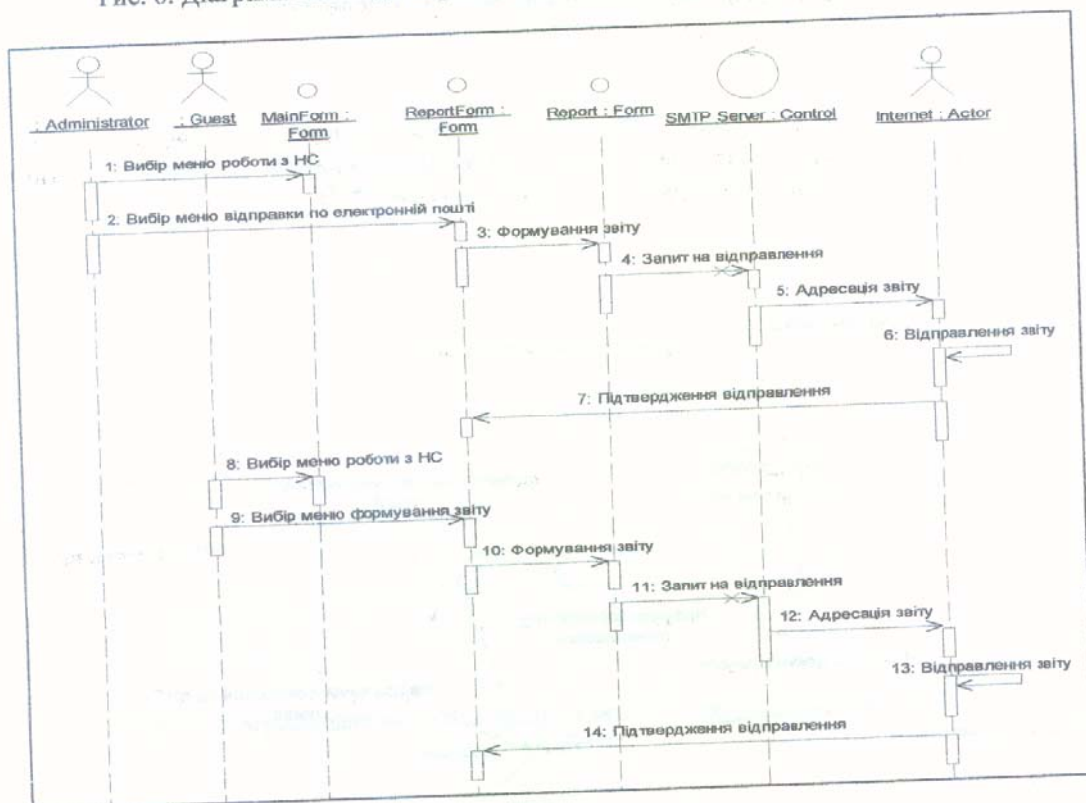 : Administrator
: Guest
MainForm :
Form
ReportForm :
Form
Report : Form
SMTP Server : Control
Internet : Actor
1: Вибір меню роботи з НС
2: Вибір меню відправки по електронній пошті
3: Формування звіту
4: Запит на відправлення
5: Адресація звіту
6: Відправлення звіту
7: Підтвердження відправлення
8: Вибір меню роботи з НС
9: Вибір меню формування звіту
10: Формування звіту
11: Запит на відправлення
12: Адресація звіту
13: Відправлення звіту
14: Підтвердження відправлення